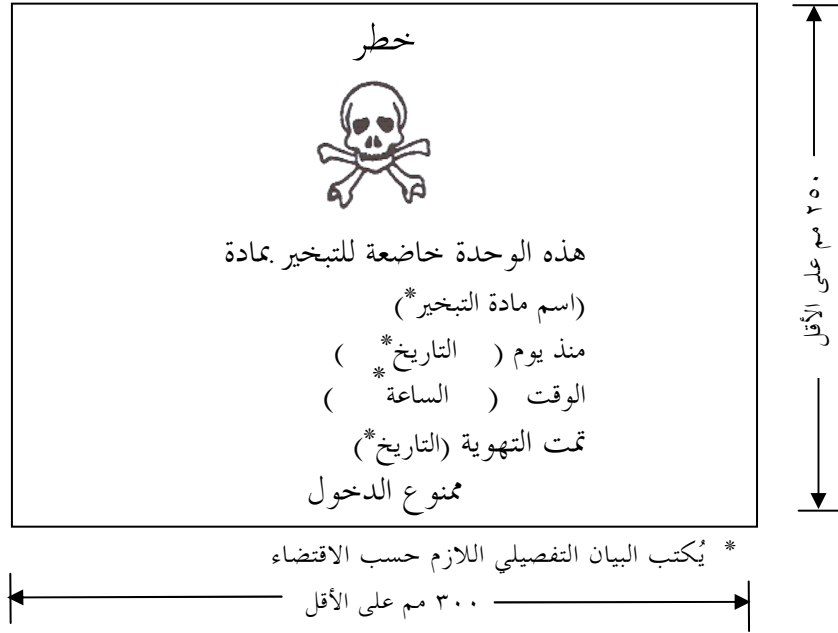 خطر
هذه الوحدة خاضعة للتبخير بمادة
(اسم مادة التبخير*)
منذ يوم ( التاريخ* )
الوقت ( الساعة* )
تمت التهوية (التاريخ*)
ممنوع الدخول
٢٥٠ مم على الأقل
* يُكتب البيان التفصيلي اللازم حسب الاقتضاء
٣٠٠ مم على الأقل